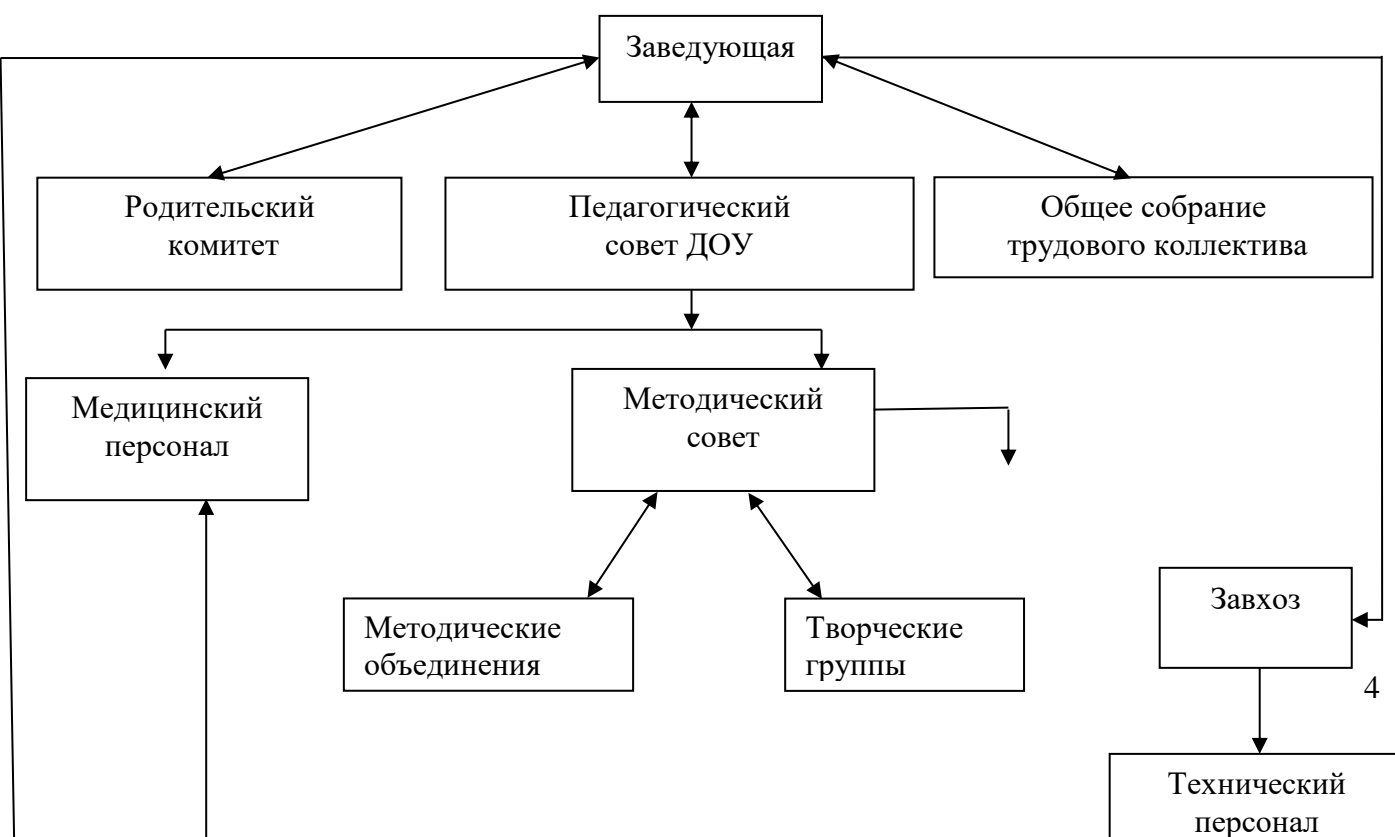 Заведующая
Родительский
комитет
Педагогический
совет ДОУ
Общее собрание
трудового коллектива
Медицинский
персонал
Методический
совет
Методические
объединения
Творческие
группы
Завхоз
4
Технический
персонал